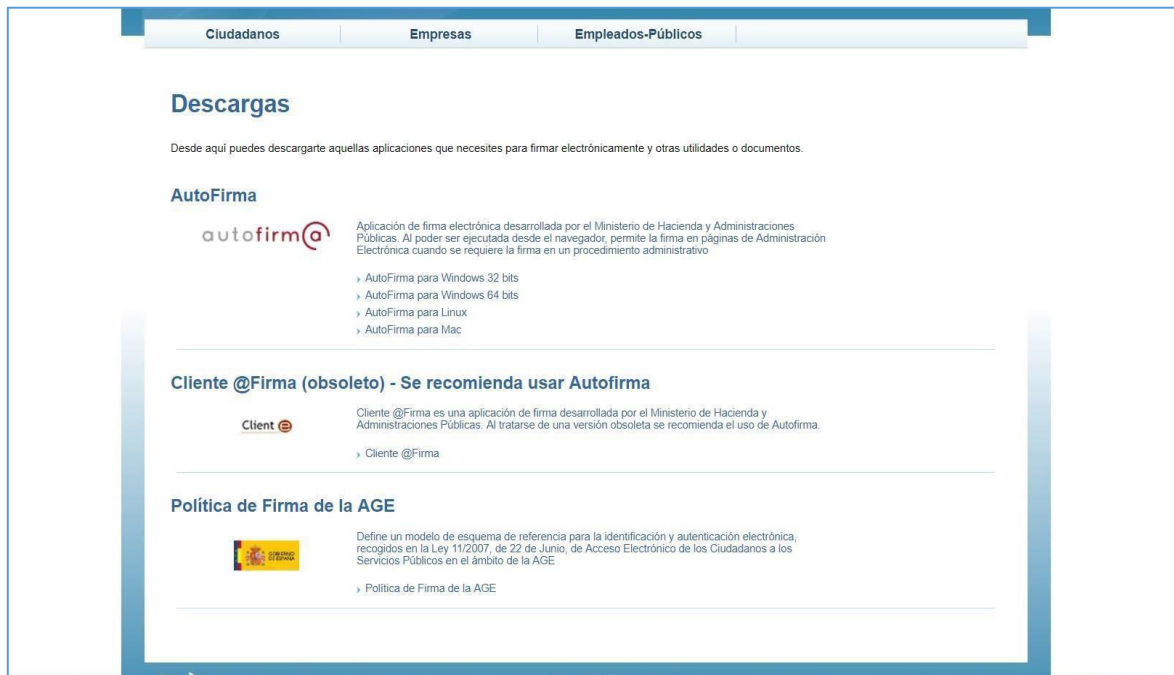 Ciudadanos Empresas Empleados-Públicos
Descargas
Desde aquí puedes descargarte aquellas aplicaciones que necesites para firmar electrónicamente y otras utilidades o documentos.
AutoFirma
autofirm@
Aplicación de firma electrónica desarrollada por el Ministerio de Hacienda y Administraciones
Públicas. Al poder ser ejecutada desde el navegador, permite la firma en páginas de Administración
Electrónica cuando se requiere la firma en un procedimiento administrativo
› AutoFirma para Windows 32 bits
› AutoFirma para Windows 64 bits
› AutoFirma para Linux
› AutoFirma para Mac
Cliente @Firma (obsoleto) - Se recomienda usar Autofirma
Client e
Cliente @Firma es una aplicación de firma desarrollada por el Ministerio de Hacienda y
Administraciones Públicas. Al tratarse de una versión obsoleta se recomienda el uso de Autofirma.
› Cliente @Firma
Política de Firma de la AGE
GOBIERNO
DE ESPAÑA
Define un modelo de esquema de referencia para la identificación y autenticación electrónica,
recogidos en la Ley 11/2007, de 22 de Junio, de Acceso Electrónico de los Ciudadanos a los
Servicios Públicos en el ámbito de la AGE
› Política de Firma de la AGE